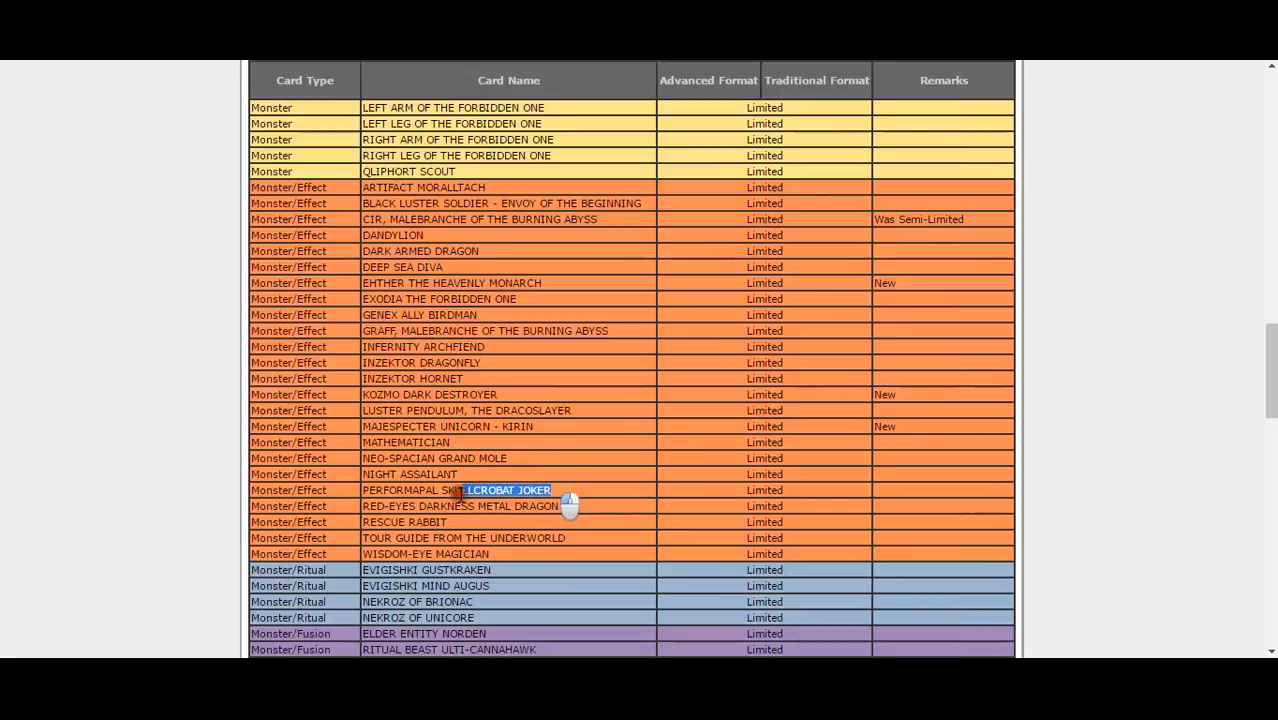 Card Type Card Name Advanced Format Traditional Format Remarks
Monster LEFT ARM OF THE FORBIDDEN ONE Limited
Monster LEFT LEG OF THE FORBIDDEN ONE Limited
Monster RIGHT ARM OF THE FORBIDDEN ONE Limited
Monster RIGHT LEG OF THE FORBIDDEN ONE Limited
Monster QLIPHORT SCOUT Limited
Monster/Effect ARTIFACT MORALLTACH Limited
Monster/Effect BLACK LUSTER SOLDIER - ENVOY OF THE BEGINNING Limited
Monster/Effect CIR, MALEBRANCHE OF THE BURNING ABYSS Limited Was Semi-Limited
Monster/Effect DANDYLION Limited
Monster/Effect DARK ARMED DRAGON Limited
Monster/Effect DEEP SEA DIVA Limited
Monster/Effect EHTHER THE HEAVENLY MONARCH Limited New
Monster/Effect EXODIA THE FORBIDDEN ONE Limited
Monster/Effect GENEX ALLY BIRDMAN Limited
Monster/Effect GRAFF, MALEBRANCHE OF THE BURNING ABYSS Limited
Monster/Effect INFERNITY ARCHFIEND Limited
Monster/Effect INZEKTOR DRAGONFLY Limited
Monster/Effect INZEKTOR HORNET Limited
Monster/Effect KOZMO DARK DESTROYER Limited New
Monster/Effect LUSTER PENDULUM, THE DRACOSLAYER Limited
Monster/Effect MAJESPECTER UNICORN - KIRIN Limited New
Monster/Effect MATHEMATICIAN Limited
Monster/Effect NEO-SPACIAN GRAND MOLE Limited
Monster/Effect NIGHT ASSAILANT Limited
Monster/Effect PERFORMAPAL SKULLCROBAT JOKER Limited
Monster/Effect RED-EYES DARKNESS METAL DRAGON Limited
Monster/Effect RESCUE RABBIT Limited
Monster/Effect TOUR GUIDE FROM THE UNDERWORLD Limited
Monster/Effect WISDOM-EYE MAGICIAN Limited
Monster/Ritual EVIGISHKI GUSTKRAKEN Limited
Monster/Ritual EVIGISHKI MIND AUGUS Limited
Monster/Ritual NEKROZ OF BRIONAC Limited
Monster/Ritual NEKROZ OF UNICORE Limited
Monster/Fusion ELDER ENTITY NORDEN Limited
Monster/Fusion RITUAL BEAST ULTI-CANNAHAWK Limited